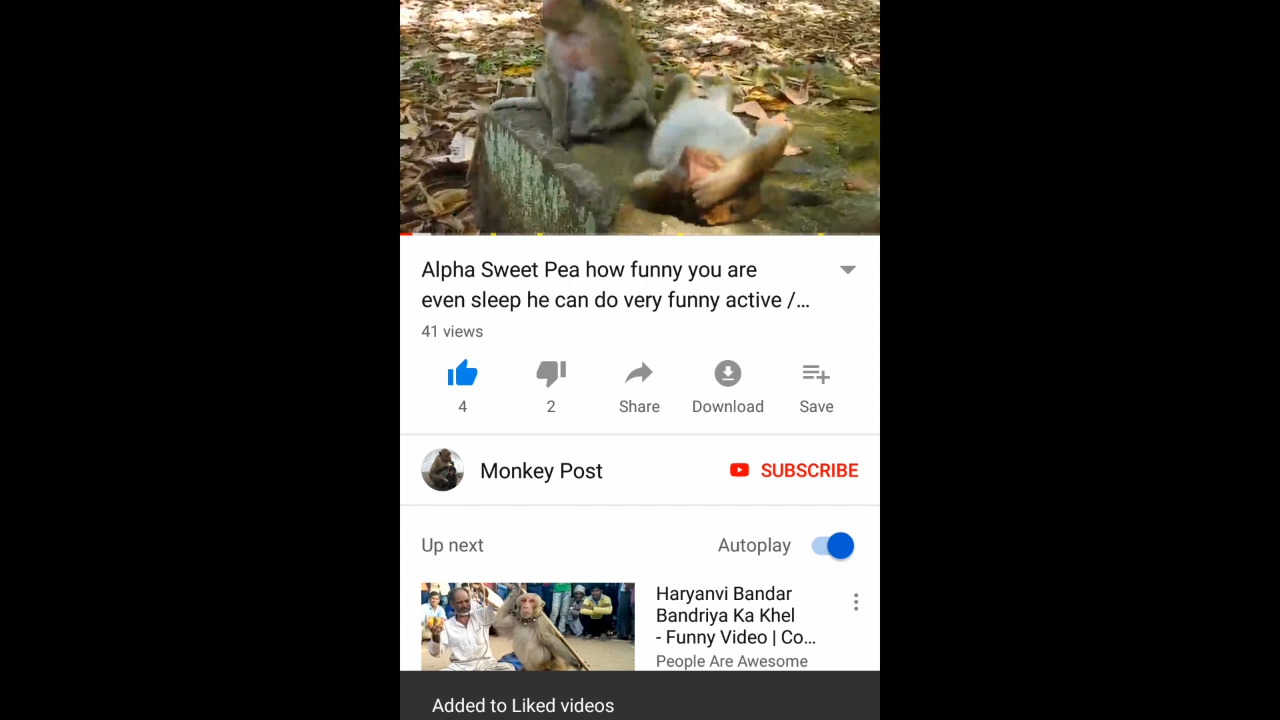 Alpha Sweet Pea how funny you are
even sleep he can do very funny active /...
41 views
4
2
Share
Download
Save
Monkey Post
SUBSCRIBE
Up next
Autoplay
Haryanvi Bandar
Bandriya Ka Khel
- Funny Video | Co...
People Are Awesome
Added to Liked videos